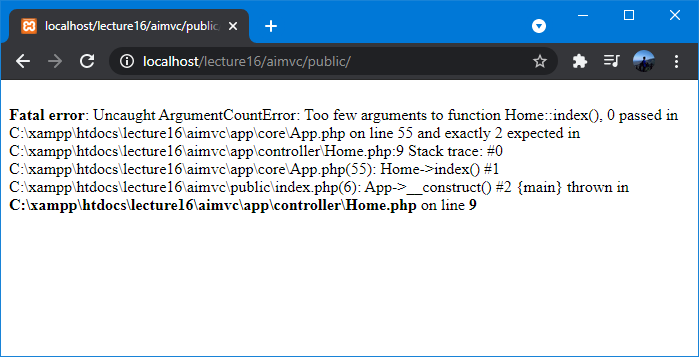 localhost/lecture16/aimvc/public/
localhost/lecture16/aimvc/public/
Fatal error: Uncaught ArgumentCountError: Too few arguments to function Home::index(), 0 passed in
C:\xampp\htdocs\lecture16\aimvc\app\core\App.php on line 55 and exactly 2 expected in
C:\xampp\htdocs\lecture16\aimvc\app\controller\Home.php:9 Stack trace: #0
C:\xampp\htdocs\lecture16\aimvc\app\core\App.php(55): Home->index() #1
C:\xampp\htdocs\lecture16\aimvc\public\index.php(6): App->__construct() #2 {main} thrown in
C:\xampp\htdocs\lecture16\aimvc\app\controller\Home.php on line 9